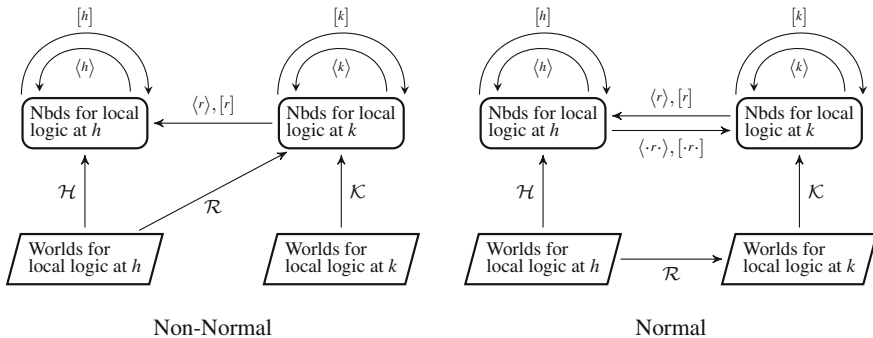 [h] [k] [h] [k]
⟨h⟩ ⟨k⟩ ⟨h⟩ ⟨k⟩
Nbds for local
logic at h
⟨r⟩, [r]
Nbds for local
logic at k
Nbds for local
logic at h
⟨r⟩, [r]
⟨·r·⟩, [·r·]
Nbds for local
logic at k
ℋ ℛ 𝒦 ℋ 𝒦
Worlds for
local logic at h
Worlds for
local logic at k
Worlds for
local logic at h
ℛ
Worlds for
local logic at k
Non-Normal Normal